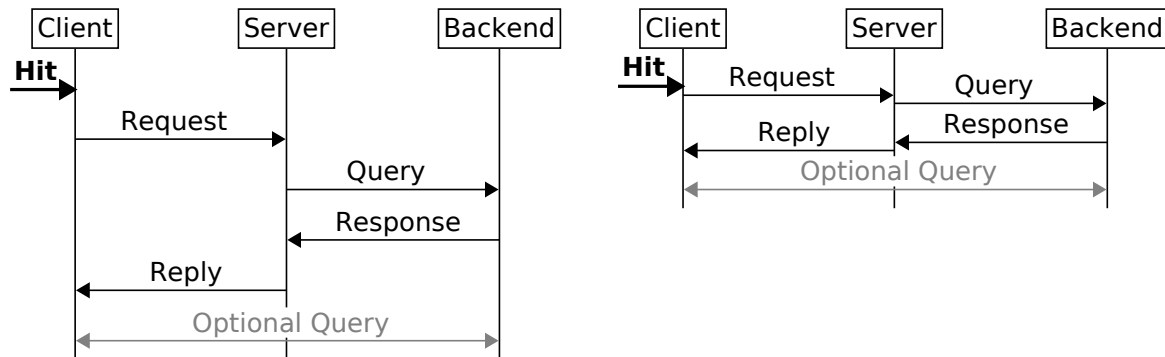 Client Server Backend
Hit
Request
Query
Response
Reply
Optional Query
Client Server Backend
Hit
Request
Query
Response
Reply
Optional Query